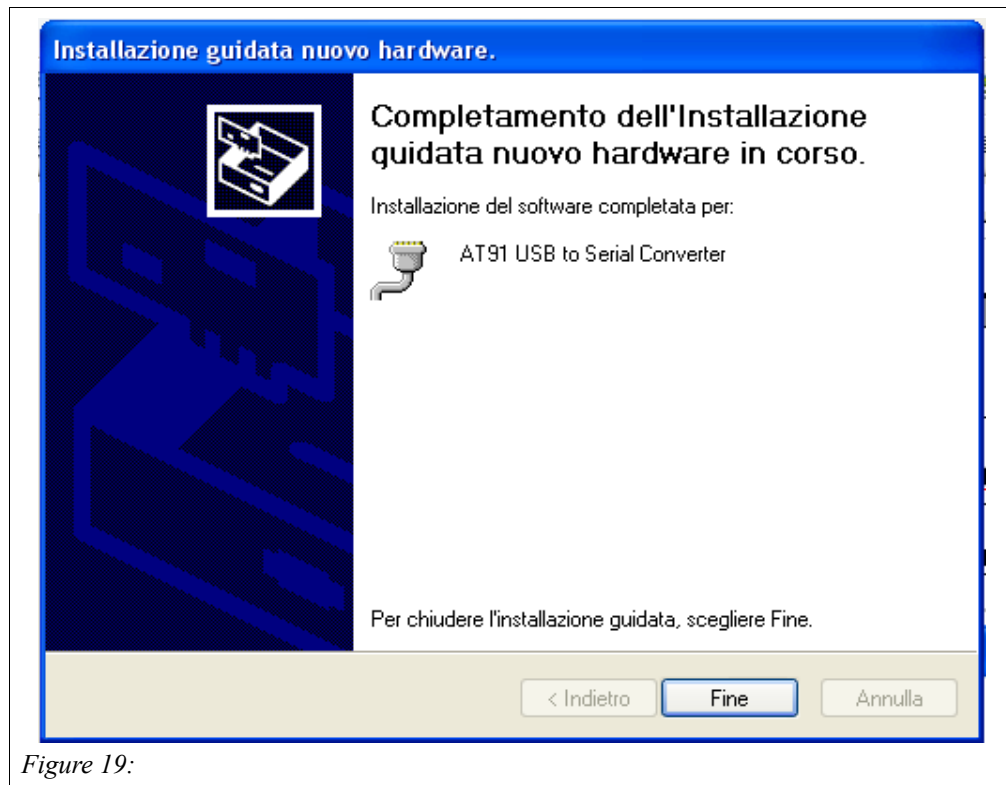 Installazione guidata nuovo hardware.
Completamento dell'Installazione
guidata nuovo hardware in corso.
Installazione del software completata per:
AT91 USB to Serial Converter
Per chiudere l'installazione guidata, scegliere Fine.
< Indietro
Fine
Annulla
Figure 19: